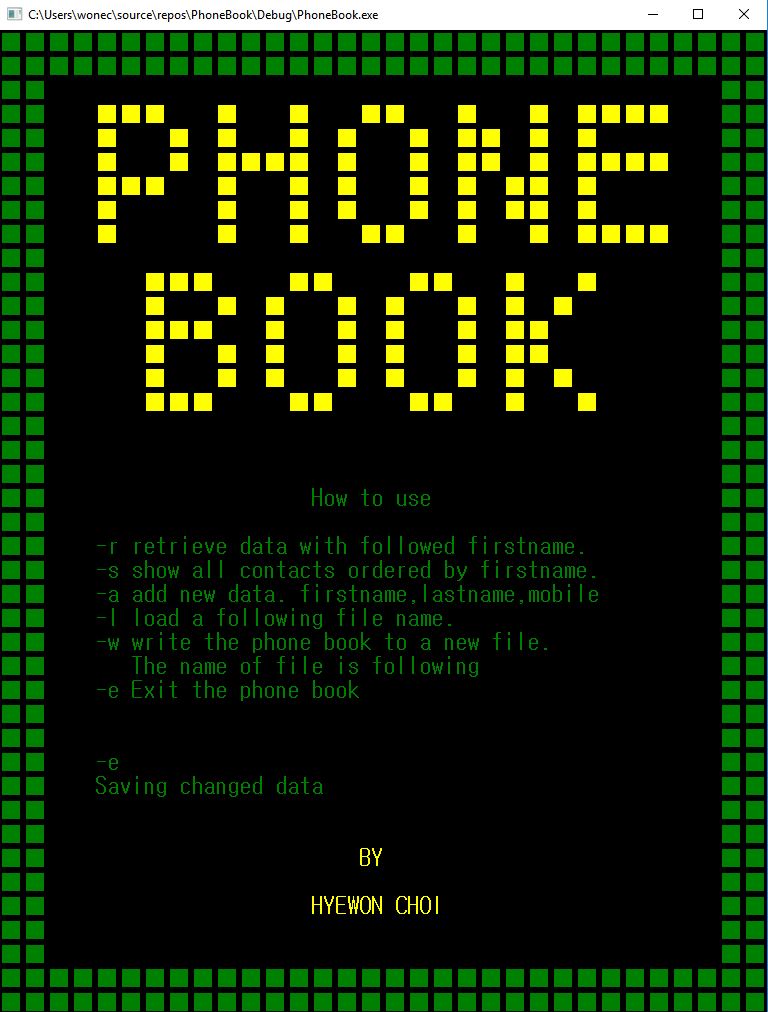 C:\Users\wonec\source\repos\PhoneBook\Debug\PhoneBook.exe
PHONE
BOOK
How to use
-r retrieve data with followed firstname.
-s show all contacts ordered by firstname.
-a add new data. firstname,lastname,mobile
-l load a following file name.
-w write the phone book to a new file.
The name of file is following
-e Exit the phone book
-e
Saving changed data
BY
HYEWON CHOI